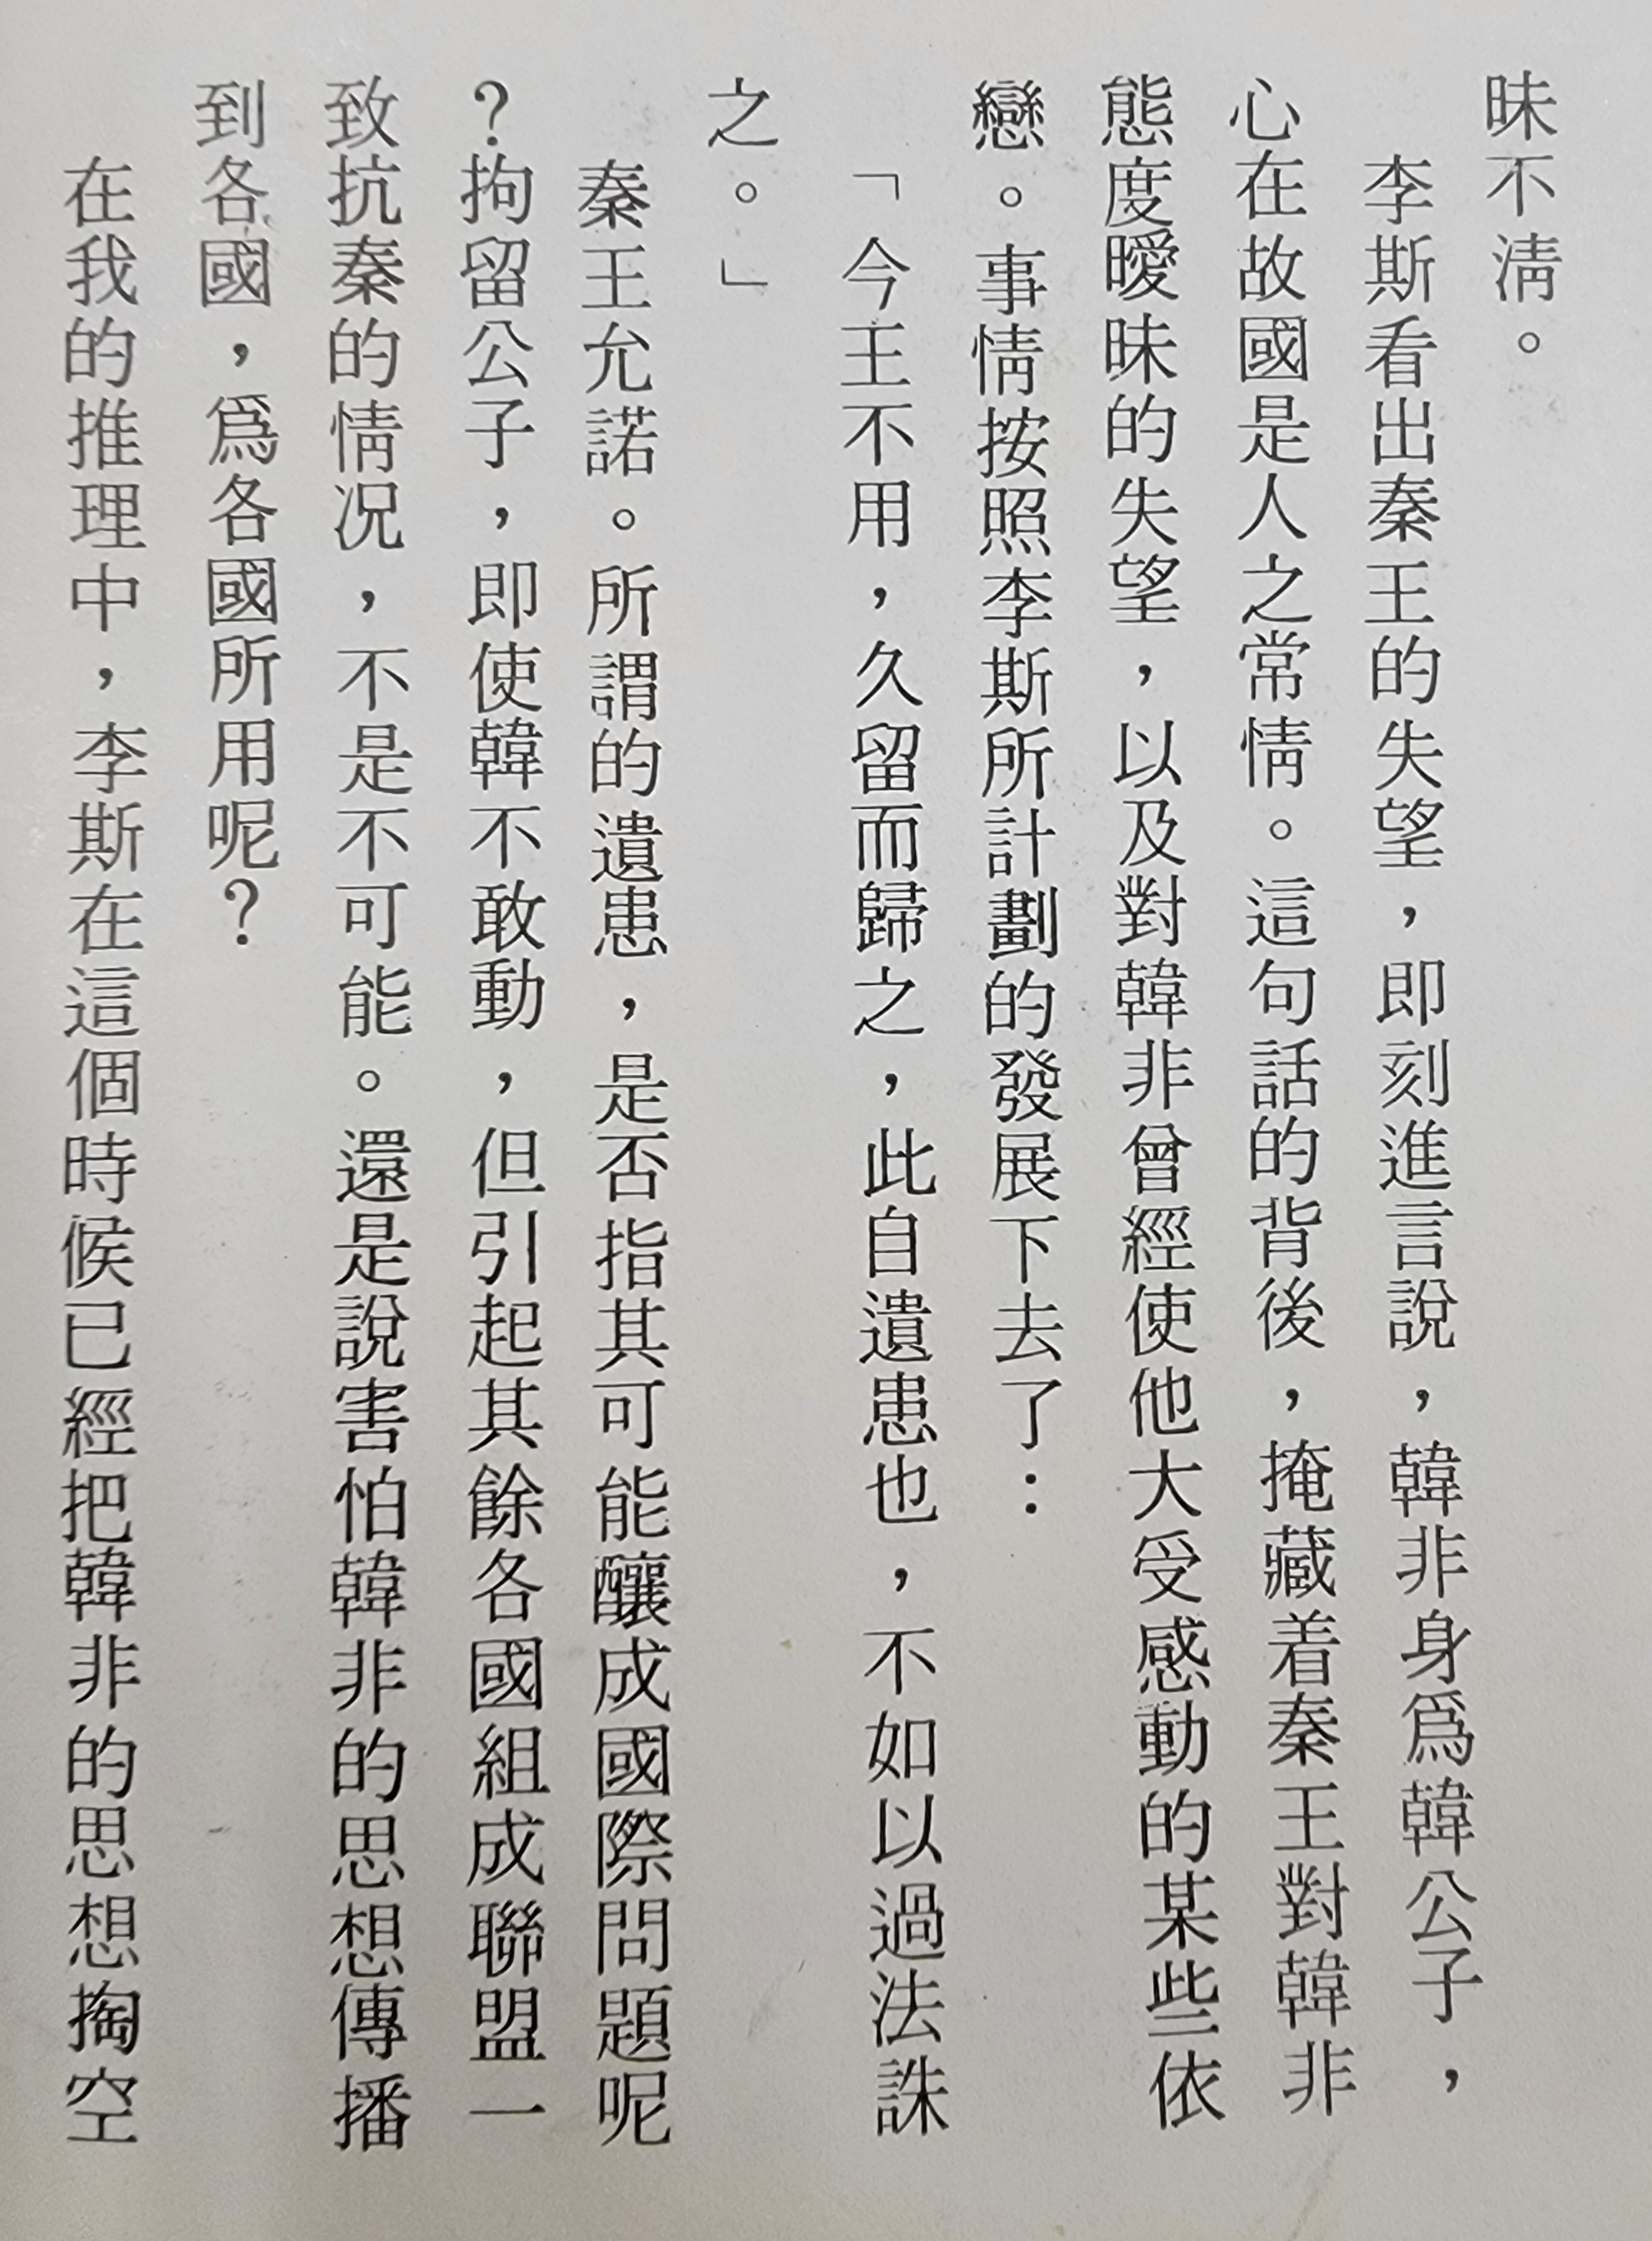 昧不淸。
李斯看出秦王的失望，即刻進言說，韓非身爲韓公子，
心在故國是人之常情。這句話的背後，掩藏着秦王對韓非
態度曖昧的失望，以及對韓非曾經使他大受感動的某些依
戀。事情按照李斯所計劃的發展下去了：
「今王不用，久留而歸之，此自遺患也，不如以過法誅
之。」
秦王允諾。所謂的遺患，是否指其可能釀成國際問題呢
？拘留公子，即使韓不敢動，但引起其餘各國組成聯盟一
致抗秦的情况，不是不可能。還是說害怕韓非的思想傳播
到各國，爲各國所用呢？
在我的推理中，李斯在這個時候已經把韓非的思想掏空